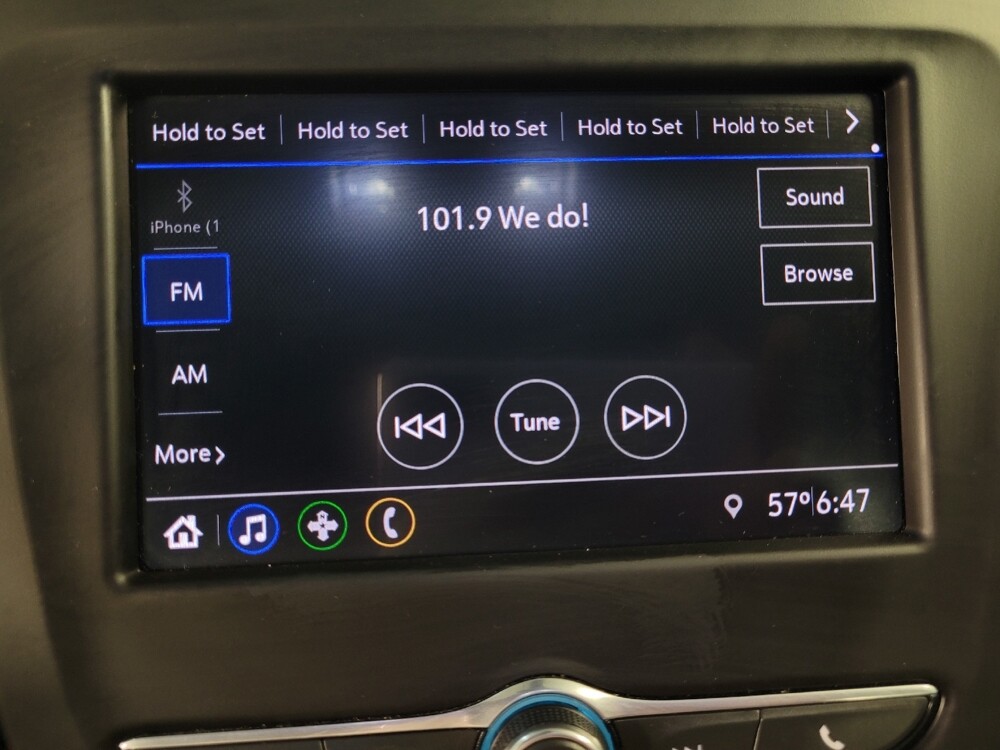 Hold to Set Hold to Set Hold to Set Hold to Set Hold to Set
iPhone (1
101.9 We do!
Sound
FM
Browse
AM
Tune
More
57° 6:47